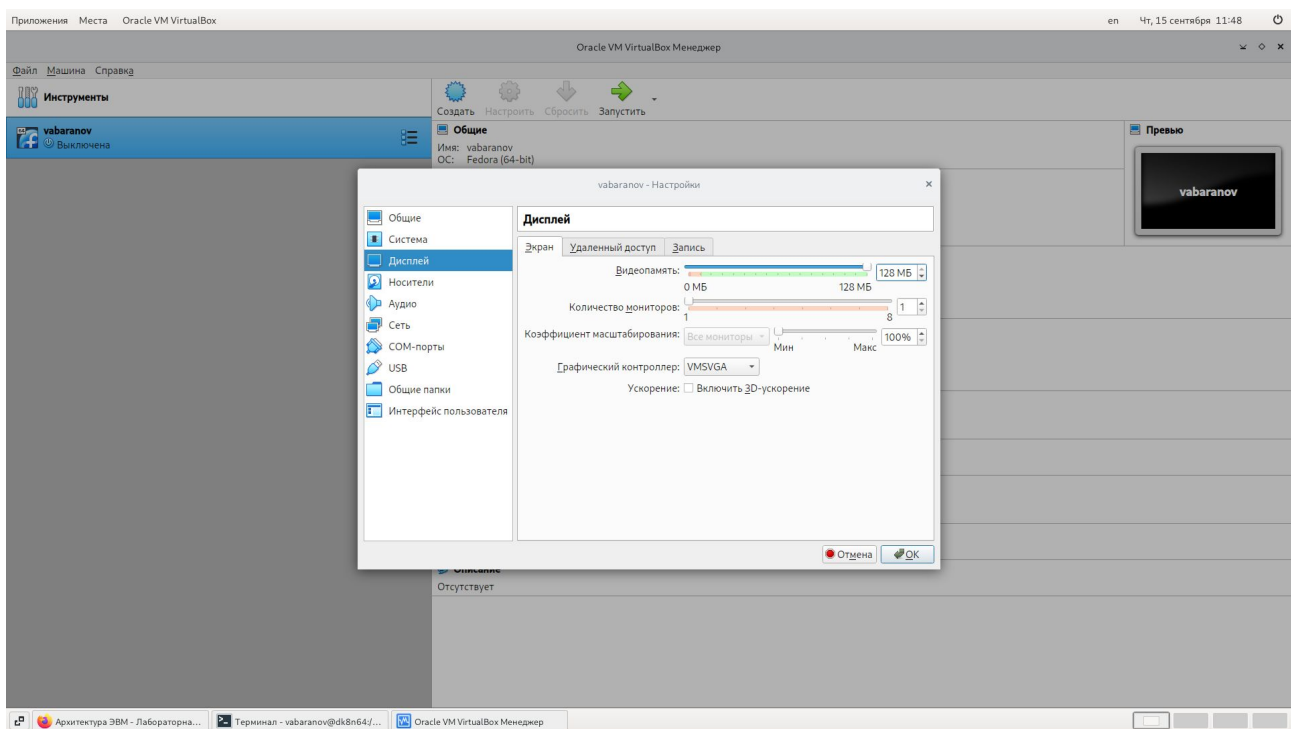 Приложения Места Oracle VM VirtualBox en Чт, 15 сентября 11:48
Oracle VM VirtualBox Менеджер
Файл Машина Справка
Инструменты
Создать Настроить Сбросить Запустить
vabaranov
Выключена
Общие
Имя: vabaranov
ОС: Fedora (64-bit)
Превью
vabaranov
vabaranov - Настройки
Общие
Система
Дисплей
Носители
Аудио
Сеть
COM-порты
USB
Общие папки
Интерфейс пользователя
Дисплей
Экран Удаленный доступ Запись
Видеопамять: 128 МБ
0 МБ 128 МБ
Количество мониторов: 1
1 8
Коэффициент масштабирования: Все мониторы 100%
Мин Макс
Графический контроллер: VMSVGA
Ускорение: Включить 3D-ускорение
Отмена OK
Описание
Отсутствует
Архитектура ЭВМ - Лабораторна... Терминал - vabaranov@dk8n64:/... Oracle VM VirtualBox Менеджер